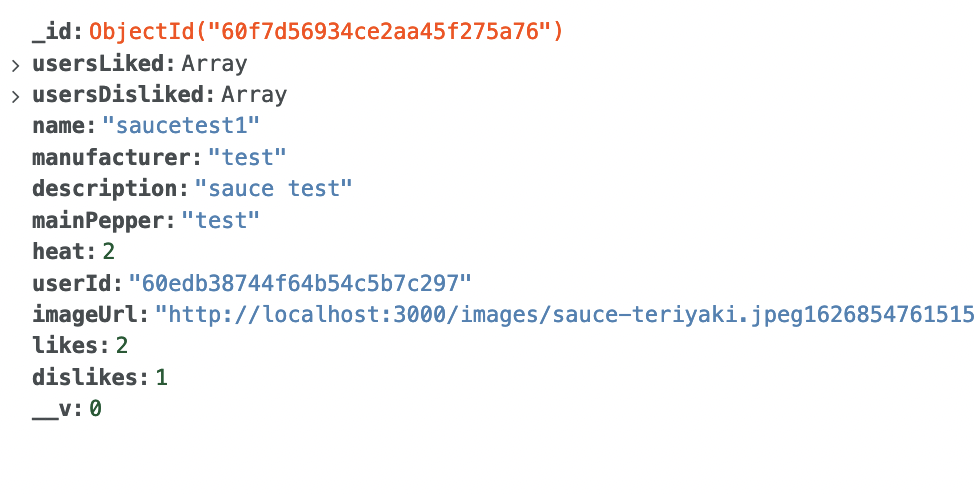 _id: ObjectId("60f7d56934ce2aa45f275a76")
> usersLiked: Array
> usersDisliked: Array
name: "saucetest1"
manufacturer: "test"
description: "sauce test"
mainPepper: "test"
heat: 2
userId: "60edb38744f64b54c5b7c297"
imageUrl: "http://localhost:3000/images/sauce-teriyaki.jpeg1626854761515
likes: 2
dislikes: 1
__v: 0